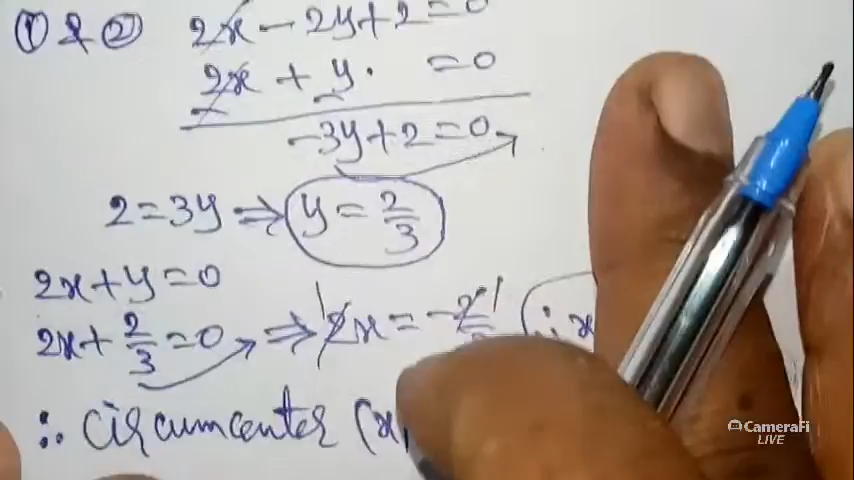 ① & ② 2x - 2y + 2 = 0
2x + y. = 0
-
-3y + 2 = 0
2 = 3y ⇒ y = 2/3
2x + y = 0
2x + 2/3 = 0 ⇒ 2x = -2/ ∴ x
∴ circumcenter (x,
CameraFi
LIVE